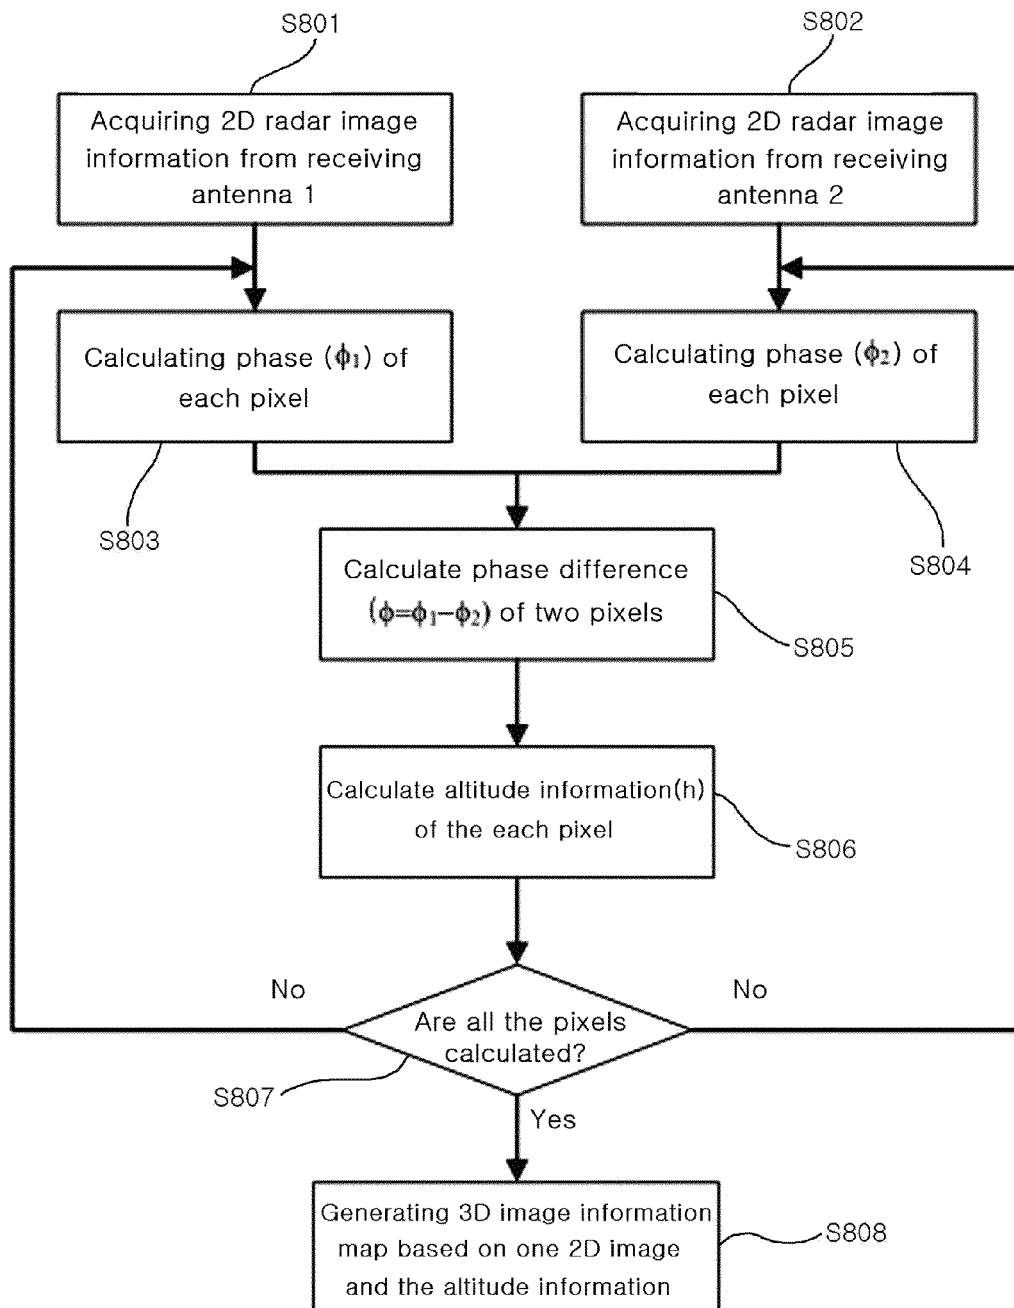 S801
S802
Acquiring 2D radar image
information from receiving
antenna 1
Acquiring 2D radar image
information from receiving
antenna 2
Calculating phase (ϕ₁) of
each pixel
Calculating phase (ϕ₂) of
each pixel
S803
S804
Calculate phase difference
(ϕ=ϕ₁−ϕ₂) of two pixels
S805
Calculate altitude information(h)
of the each pixel
S806
No
No
Are all the pixels
calculated?
S807
Yes
Generating 3D image information
map based on one 2D image
and the altitude information
S808